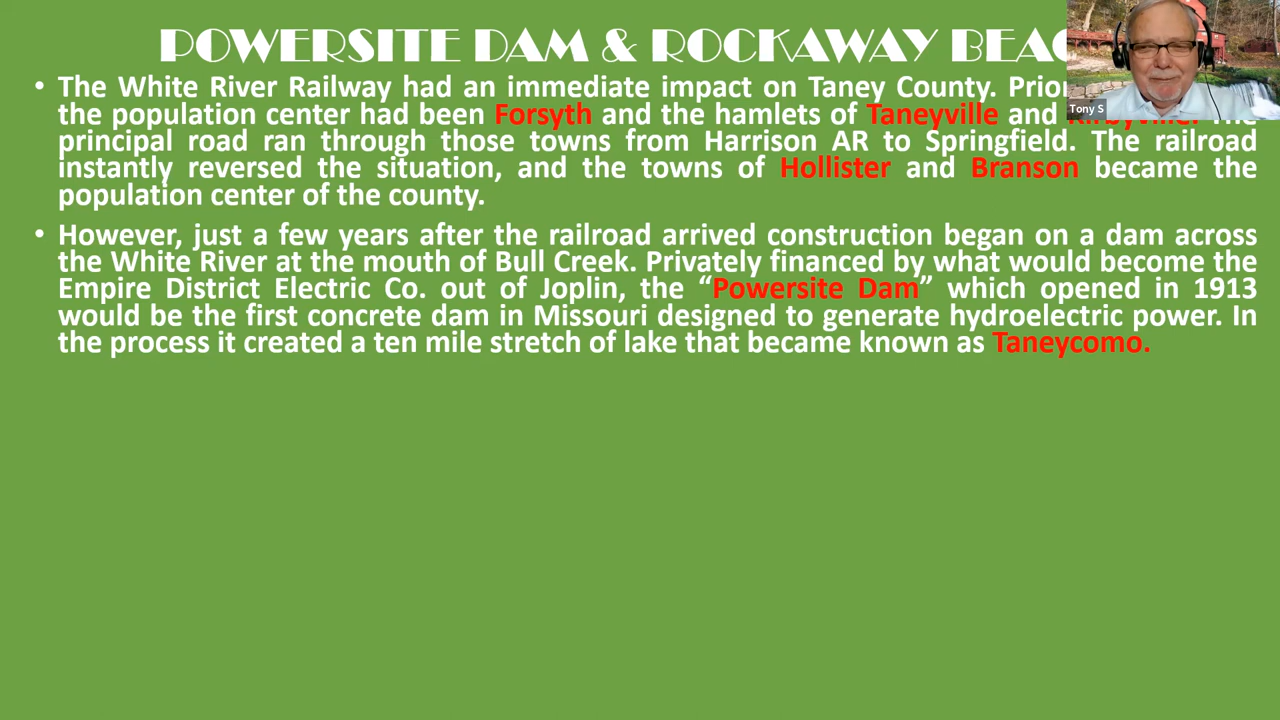 POWERSITE DAM & ROCKAWAY
• The White River Railway had an immediate impact on Taney County.
the population center had been Forsyth and the hamlets of Taneyville and
principal road ran through those towns from Harrison AR to Springfield. The railroad
instantly reversed the situation, and the towns of Hollister and Branson became the
population center of the county.
• However, just a few years after the railroad arrived construction began on a dam across
the White River at the mouth of Bull Creek. Privately financed by what would become the
Empire District Electric Co. out of Joplin, the “Powersite Dam” which opened in 1913
would be the first concrete dam in Missouri designed to generate hydroelectric power. In
the process it created a ten mile stretch of lake that became known as Taneycomo.
Tony S